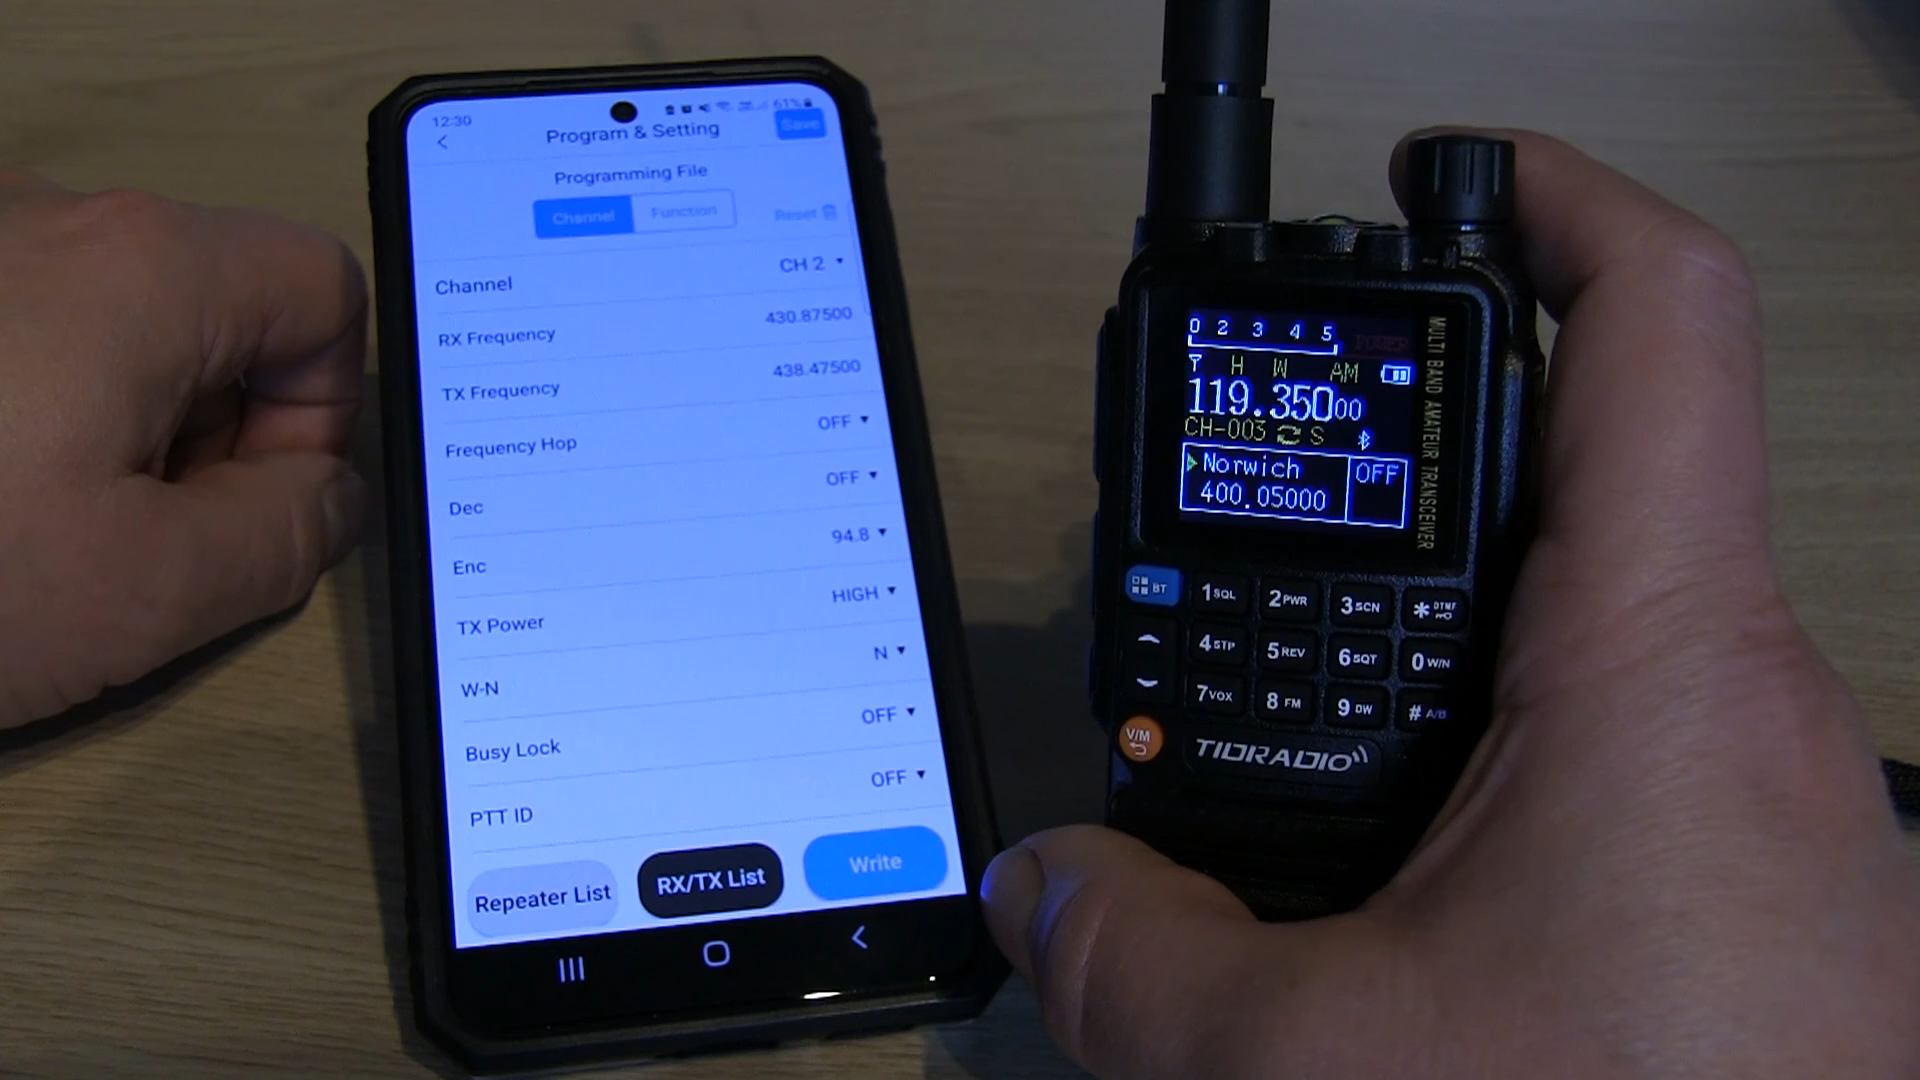 12:30
61%
Program & Setting
Save
Programming File
Channel
Function
Reset
Channel
CH 2
RX Frequency
430.87500
TX Frequency
438.47500
Frequency Hop
OFF
Dec
OFF
Enc
94.8
TX Power
HIGH
W-N
N
Busy Lock
OFF
PTT ID
OFF
Repeater List
RX/TX List
Write
0 2 3 4 5
POWER
H W AM
119.35000
CH-003 S
Norwich
OFF
400.05000
MULTI BAND AMATEUR TRANSCEIVER
BT
1 SQL
2 PWR
3 SCN
* DTMF
4 STP
5 REV
6 SQT
0 W/N
7 VOX
8 FM
9 DW
# A/B
V/M
TIDRADIO